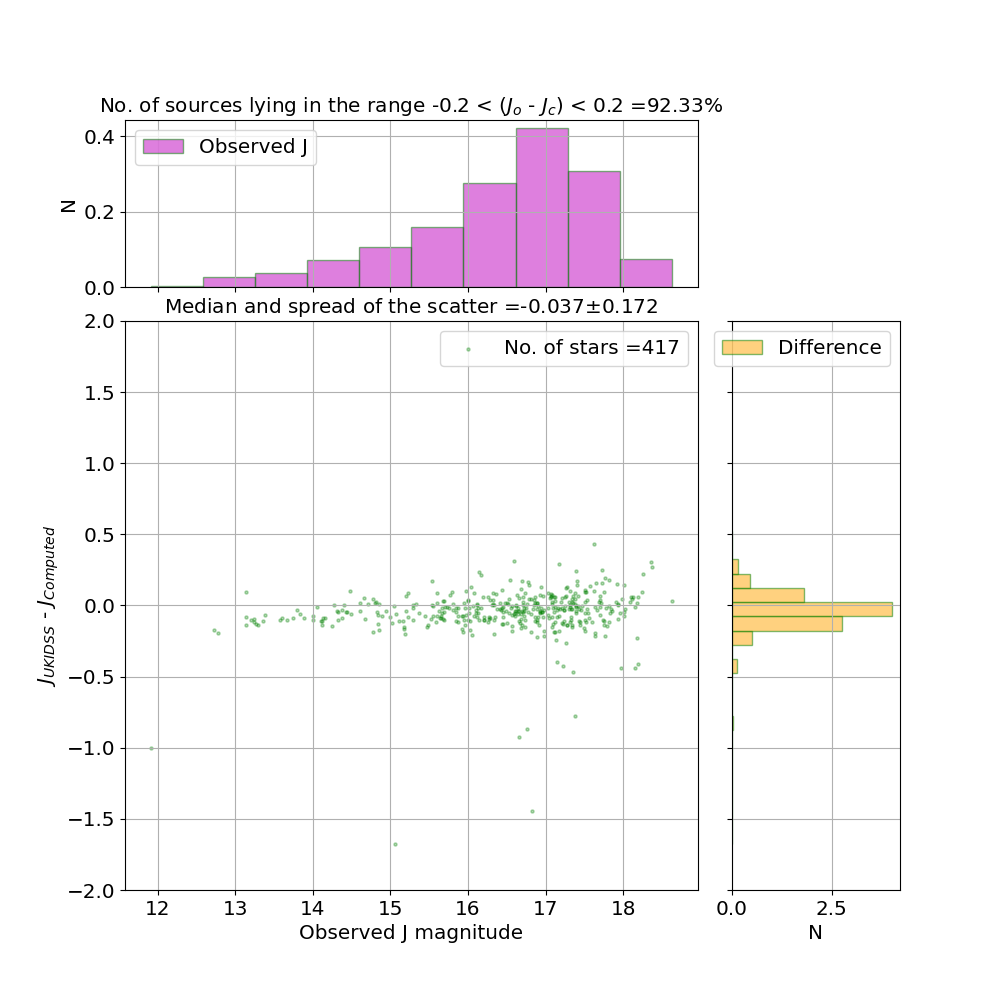 No. of sources lying in the range -0.2 < (J_o - J_c) < 0.2 =92.33%
0.4
0.2
0.0
N
Observed J
Median and spread of the scatter =-0.037±0.172
2.0
1.5
1.0
0.5
0.0
−0.5
−1.0
−1.5
−2.0
J_UKIDSS - J_Computed
No. of stars =417
12 13 14 15 16 17 18
Observed J magnitude
Difference
0.0 2.5
N